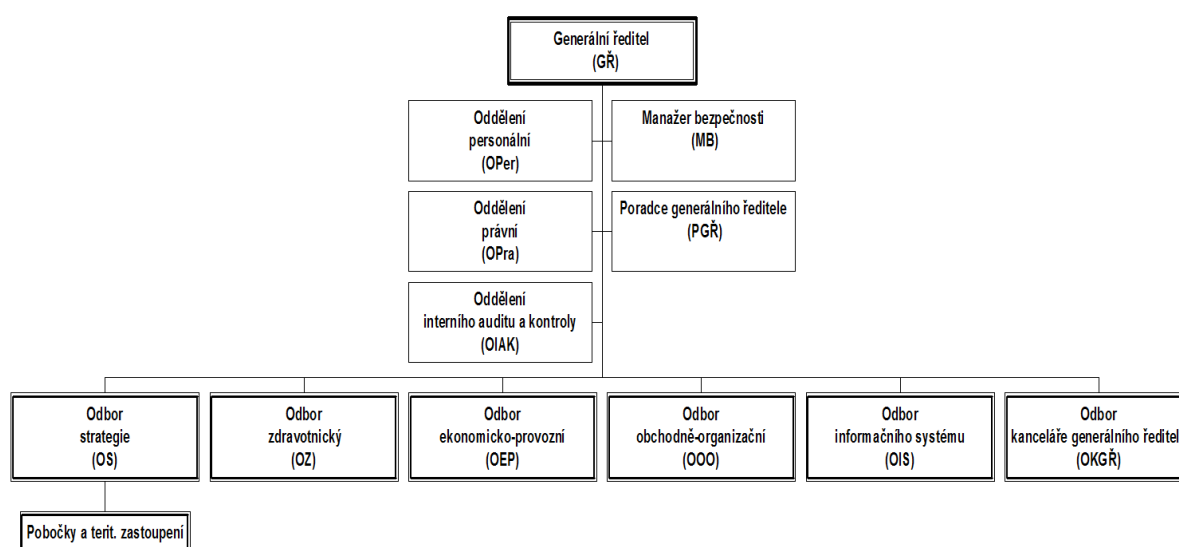 Generální ředitel
(GŘ)
Oddělení
personální
(OPer)
Manažer bezpečnosti
(MB)
Oddělení
právní
(OPra)
Poradce generálního ředitele
(PGŘ)
Oddělení
interního auditu a kontroly
(OIAK)
Odbor
strategie
(OS)
Odbor
zdravotnický
(OZ)
Odbor
ekonomicko-provozní
(OEP)
Odbor
obchodně-organizační
(OOO)
Odbor
informačního systému
(OIS)
Odbor
kanceláře generálního ředitel
(OKGŘ)
Pobočky a terit. zastoupení